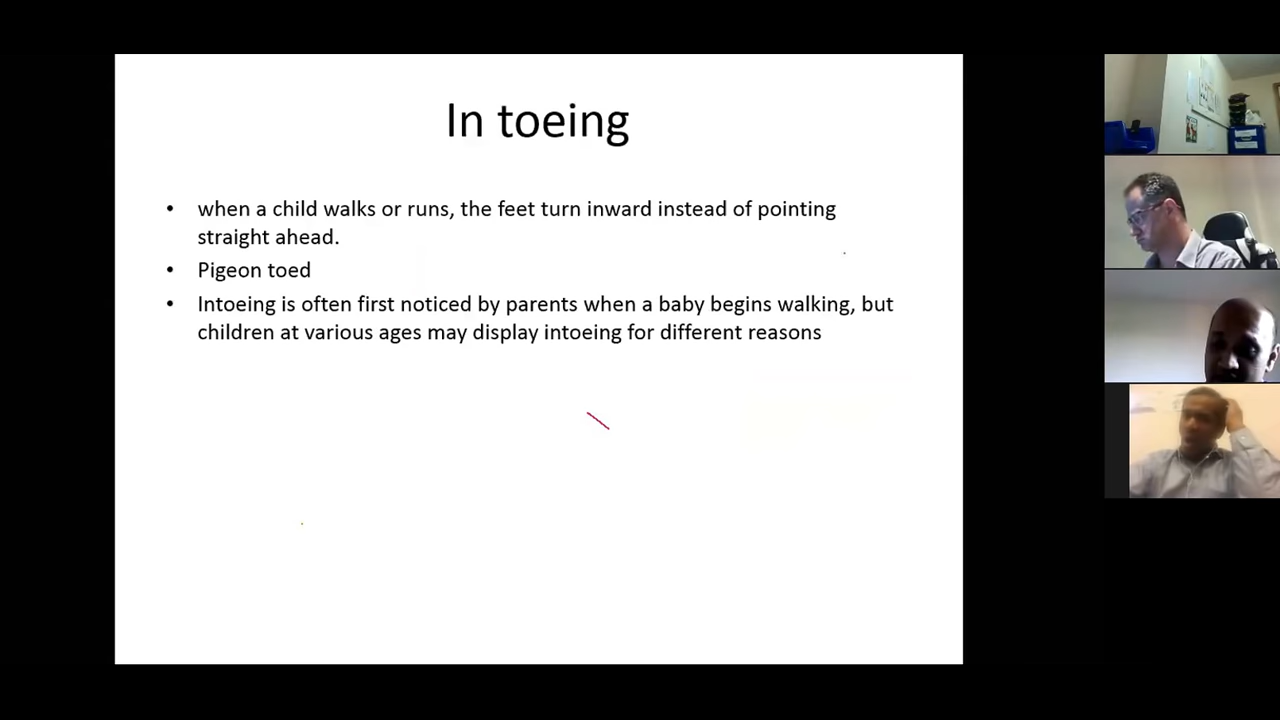 In toeing
• when a child walks or runs, the feet turn inward instead of pointing
straight ahead.
• Pigeon toed
• Intoeing is often first noticed by parents when a baby begins walking, but
children at various ages may display intoeing for different reasons